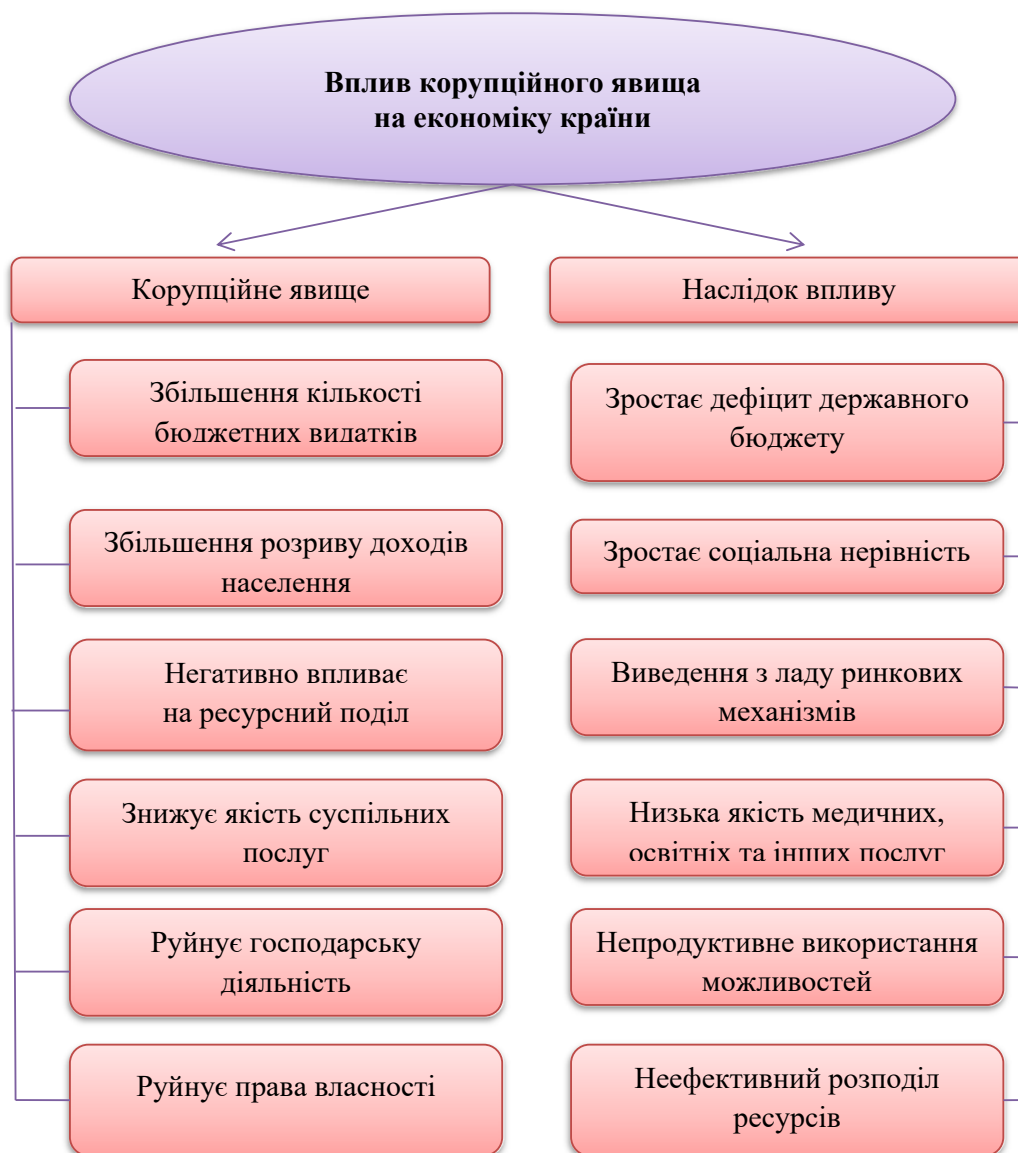 Вплив корупційного явища
на економіку країни
Корупційне явище
Наслідок впливу
Збільшення кількості
бюджетних видатків
Зростає дефіцит державного
бюджету
Збільшення розриву доходів
населення
Зростає соціальна нерівність
Негативно впливає
на ресурсний поділ
Виведення з ладу ринкових
механізмів
Знижує якість суспільних
послуг
Низька якість медичних,
освітніх та інших послуг
Руйнує господарську
діяльність
Непродуктивне використання
можливостей
Руйнує права власності
Неефективний розподіл
ресурсів